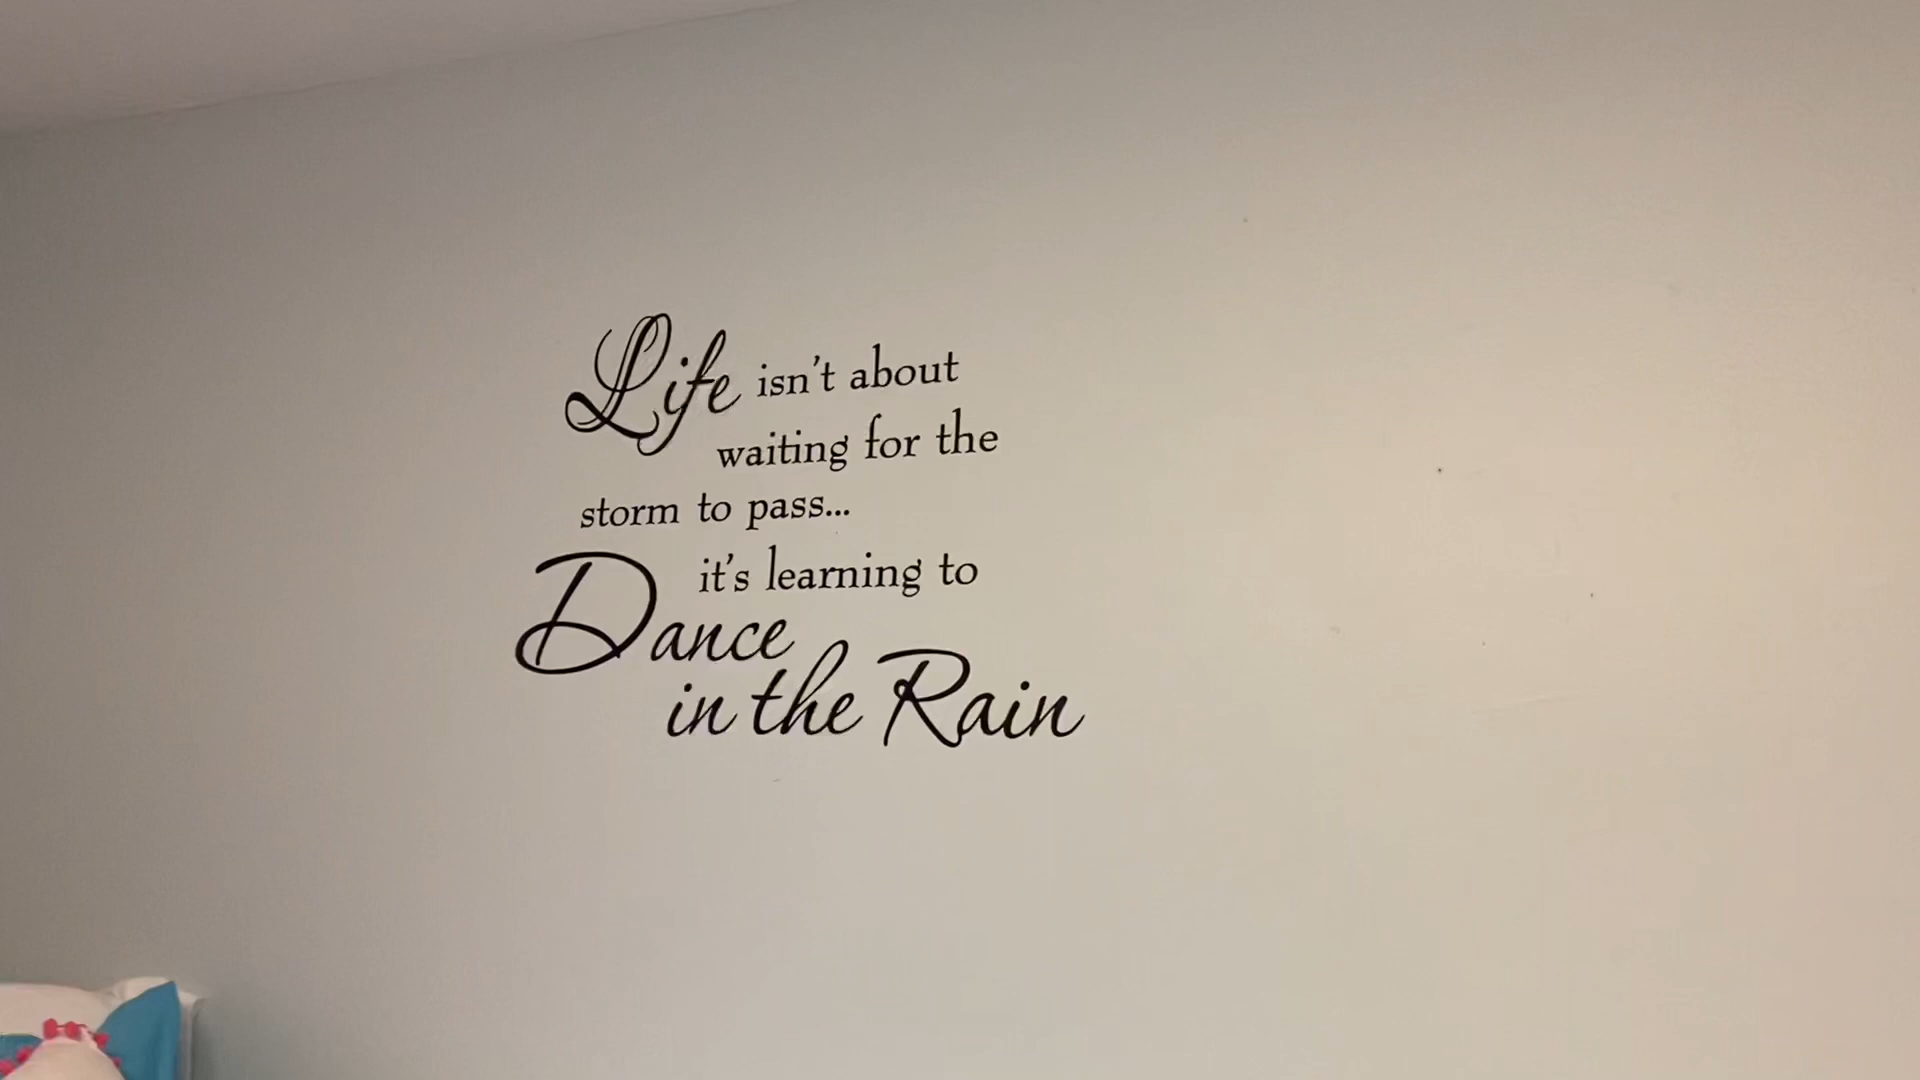 Life isn't about
waiting for the
storm to pass...
it's learning to
Dance
in the Rain